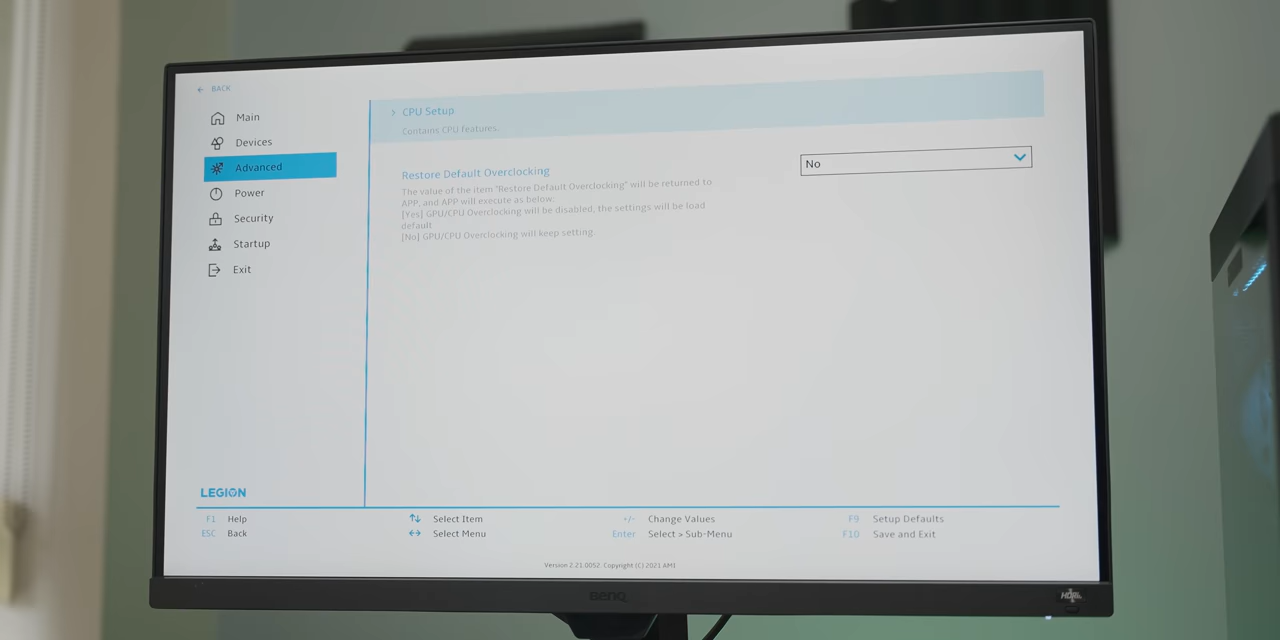 BACK
Main
Devices
Advanced
Power
Security
Startup
Exit
CPU Setup
Contains CPU features.
Restore Default Overclocking
No
The value of the item "Restore Default Overclocking" will be returned to
APP, and APP will execute as below.
[Yes] GPU/CPU Overclocking will be disabled, the settings will be load
default
[No] GPU/CPU Overclocking will keep setting.
LEGION
F1 Help
ESC Back
Select Item
Select Menu
+/- Change Values
Enter Select > Sub-Menu
F9 Setup Defaults
F10 Save and Exit
Version 2.21.0052. Copyright (C) 2021 AMI
BenQ
HDRi